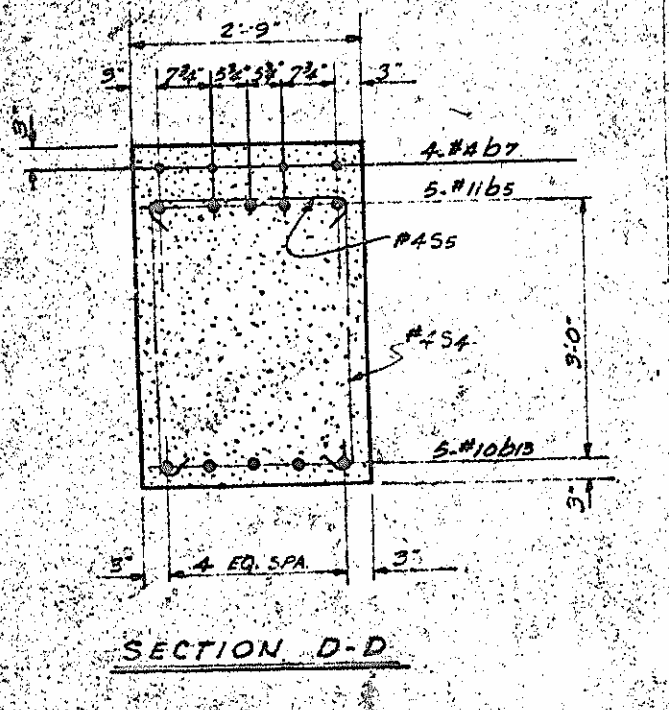 2'-9"
3" 7¾" 5¾" 5¾" 7¾" 3"
3"
4-#4b7
5-#11b5
#4S5
#4S4
3'-0"
5-#10b13
3"
3" 4 EQ. SPA. 3"
SECTION D-D